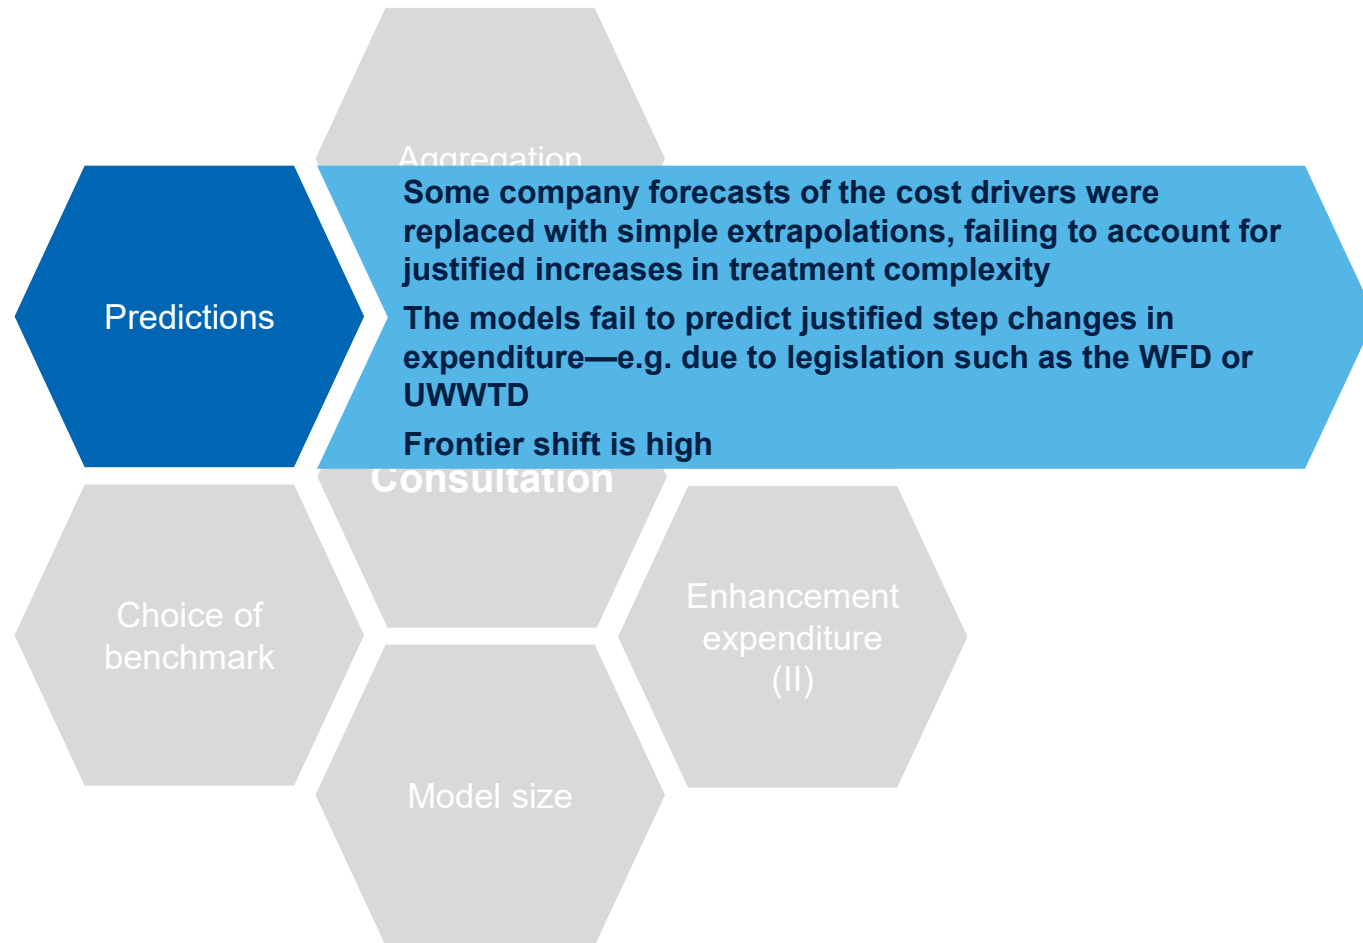 Aggregation
Predictions
Some company forecasts of the cost drivers were
replaced with simple extrapolations, failing to account for
justified increases in treatment complexity
The models fail to predict justified step changes in
expenditure—e.g. due to legislation such as the WFD or
UWWTD
Frontier shift is high
Consultation
Choice of
benchmark
Enhancement
expenditure
(II)
Model size